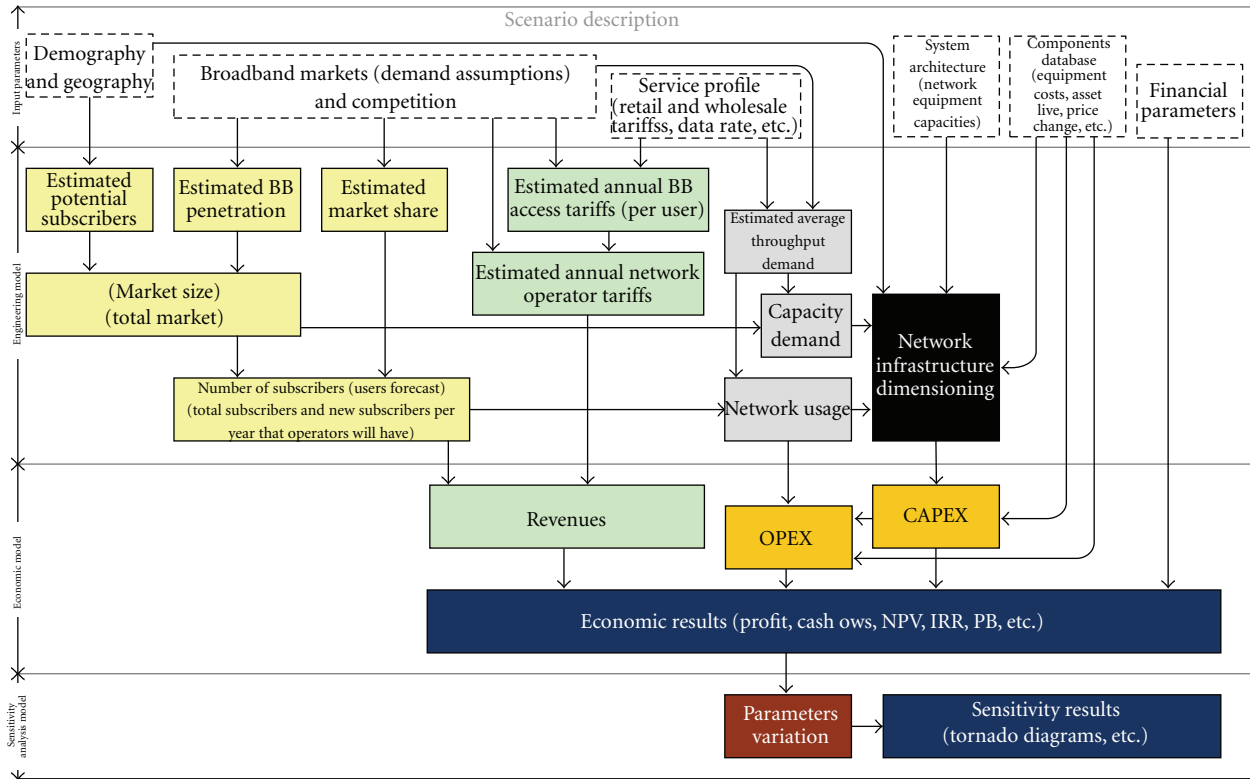 Scenario description
Input parameters
Demography
and geography
Broadband markets (demand assumptions)
and competition
Service profile
(retail and wholesale
tariffss, data rate, etc.)
System
architecture
(network
equipment
capacities)
Components
database
(equipment
costs, asset
live, price
change, etc.)
Financial
parameters
Engineering model
Estimated
potential
subscribers
Estimated BB
penetration
Estimated
market share
Estimated annual BB
access tariffs (per user)
Estimated average
throughput
demand
(Market size)
(total market)
Estimated annual network
operator tariffs
Capacity
demand
Network
infrastructure
dimensioning
Number of subscribers (users forecast)
(total subscribers and new subscribers per
year that operators will have)
Network usage
Economic model
Revenues
OPEX
CAPEX
Economic results (profit, cash ows, NPV, IRR, PB, etc.)
Sensitivity
analysis model
Parameters
variation
Sensitivity results
(tornado diagrams, etc.)